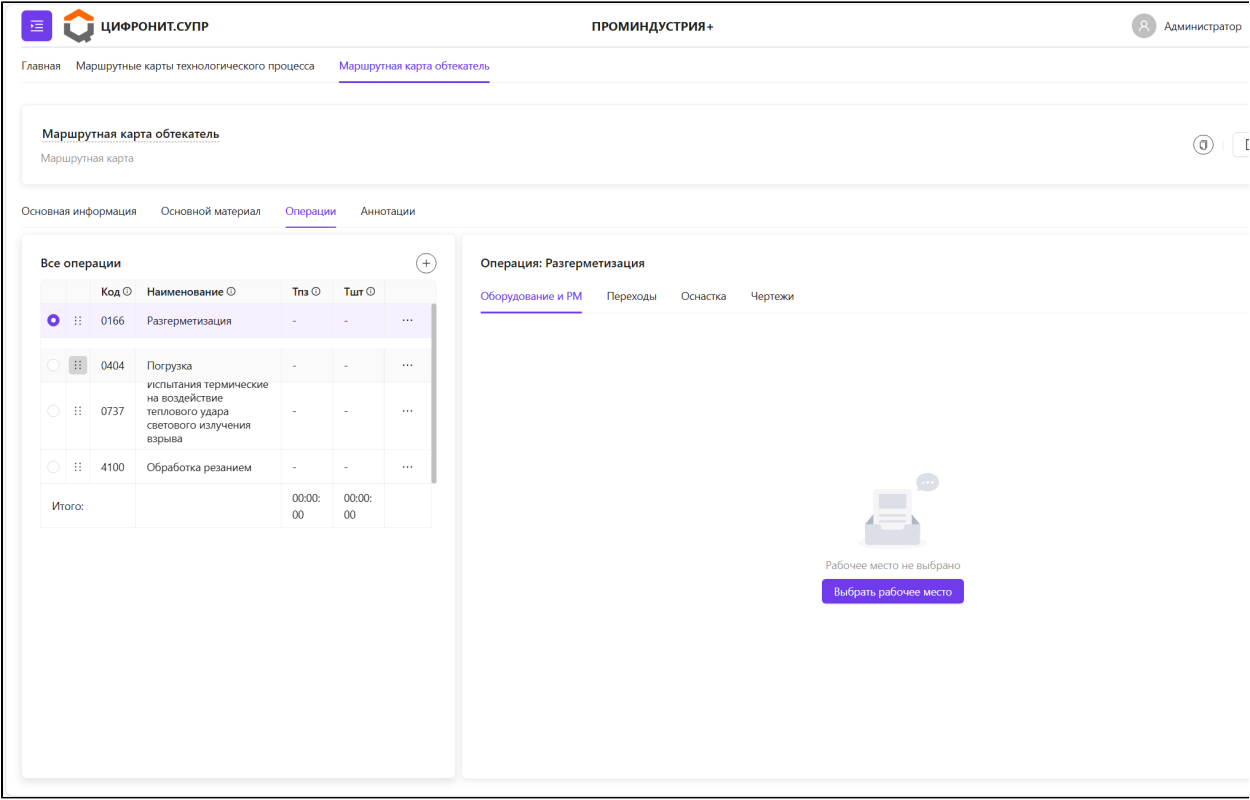 ЦИФРОНИТ.СУПР
ПРОМИНДУСТРИЯ+
Администратор
Главная Маршрутные карты технологического процесса Маршрутная карта обтекатель
Маршрутная карта обтекатель
Маршрутная карта
Основная информация Основной материал Операции Аннотации
Все операции
Код Наименование Тпз Тшт
0166 Разгерметизация - -
0404 Погрузка - -
0737 Испытания термические на воздействие теплового удара светового излучения взрыва - -
4100 Обработка резанием - -
Итого: 00:00:00 00:00:00
Операция: Разгерметизация
Оборудование и РМ Переходы Оснастка Чертежи
Рабочее место не выбрано
Выбрать рабочее место